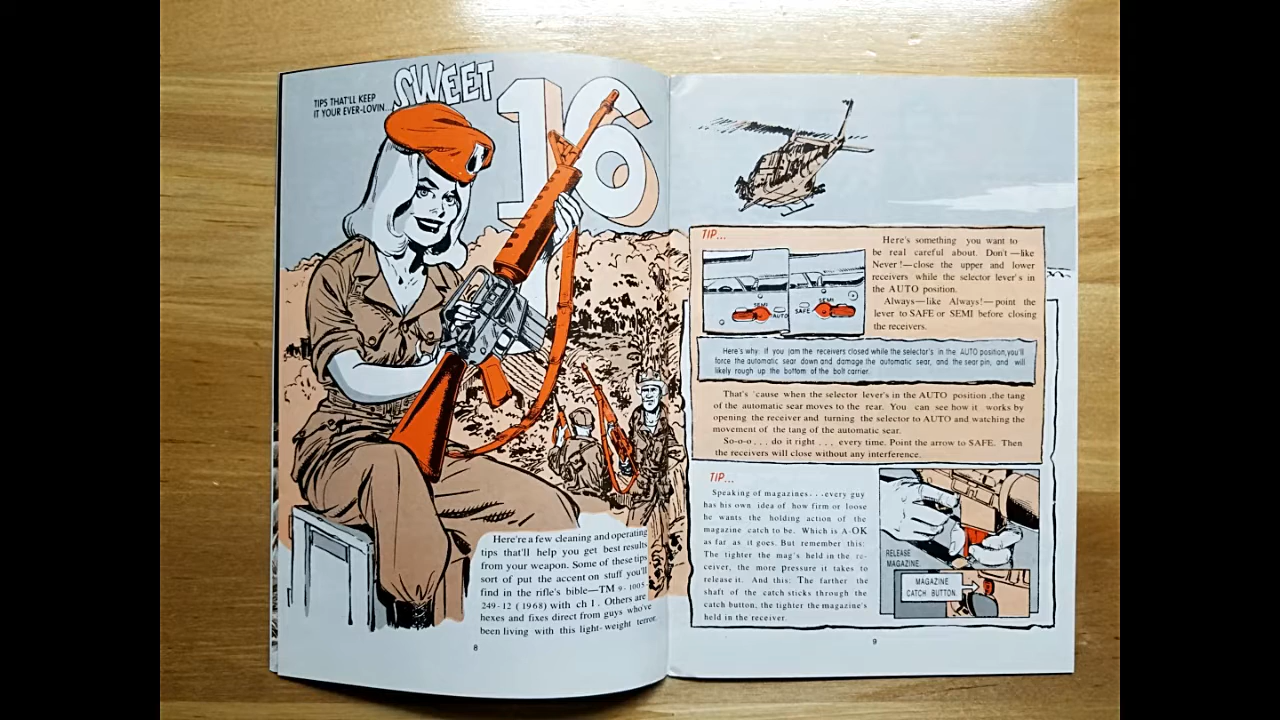 TIPS THAT'LL KEEP
IT YOUR EVER-LOVIN...
SWEET
16
Here're a few cleaning and operating
tips that'll help you get best results
from your weapon. Some of these tips
sort of put the accent on stuff you'll
find in the rifle's bible—TM 9-1005-
249-12 (1968) with ch 1. Others are
hexes and fixes direct from guys who've
been living with this light-weight terror.
8
TIP...
SEMI
AUTO
SAFE
SEMI
Here's something you want to
be real careful about. Don't—like
Never!—close the upper and lower
receivers while the selector lever's in
the AUTO position.
Always—like Always!—point the
lever to SAFE or SEMI before closing
the receivers.
Here's why: if you jam the receivers closed while the selector's in the AUTO position, you'll
force the automatic sear down and damage the automatic sear, and the sear pin, and will
likely rough up the bottom of the bolt carrier.
That's 'cause when the selector lever's in the AUTO position, the tang
of the automatic sear moves to the rear. You can see how it works by
opening the receiver and turning the selector to AUTO and watching the
movement of the tang of the automatic sear.
So-o-o... do it right ... every time. Point the arrow to SAFE. Then
the receivers will close without any interference.
TIP...
Speaking of magazines...every guy
has his own idea of how firm or loose
he wants the holding action of the
magazine catch to be. Which is A-OK
as far as it goes. But remember this:
The tighter the mag's held in the re-
ceiver, the more pressure it takes to
release it. And this: The farther the
shaft of the catch sticks through the
catch button, the tighter the magazine's
held in the receiver.
RELEASE
MAGAZINE.
MAGAZINE
CATCH BUTTON.
9